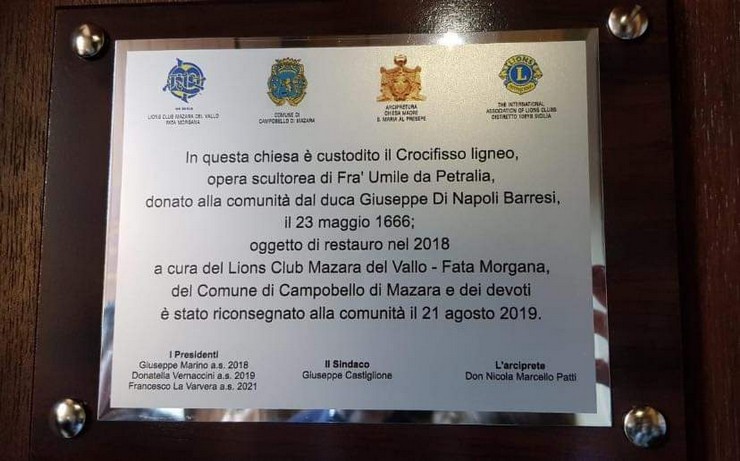 LIONS CLUB MAZARA DEL VALLO
FATA MORGANA
COMUNE DI
CAMPOBELLO DI MAZARA
ARCIPRETURA
CHIESA MADRE
S. MARIA AL PRESEPE
LIONS
THE INTERNATIONAL
ASSOCIATION OF LIONS CLUBS
DISTRETTO 108YB SICILIA
In questa chiesa è custodito il Crocifisso ligneo,
opera scultorea di Fra' Umile da Petralia,
donato alla comunità dal duca Giuseppe Di Napoli Barresi,
il 23 maggio 1666;
oggetto di restauro nel 2018
a cura del Lions Club Mazara del Vallo - Fata Morgana,
del Comune di Campobello di Mazara e dei devoti
è stato riconsegnato alla comunità il 21 agosto 2019.
I Presidenti
Giuseppe Marino a.s. 2018
Donatella Vernaccini a.s. 2019
Francesco La Varvera a.s. 2021
Il Sindaco
Giuseppe Castiglione
L'arciprete
Don Nicola Marcello Patti